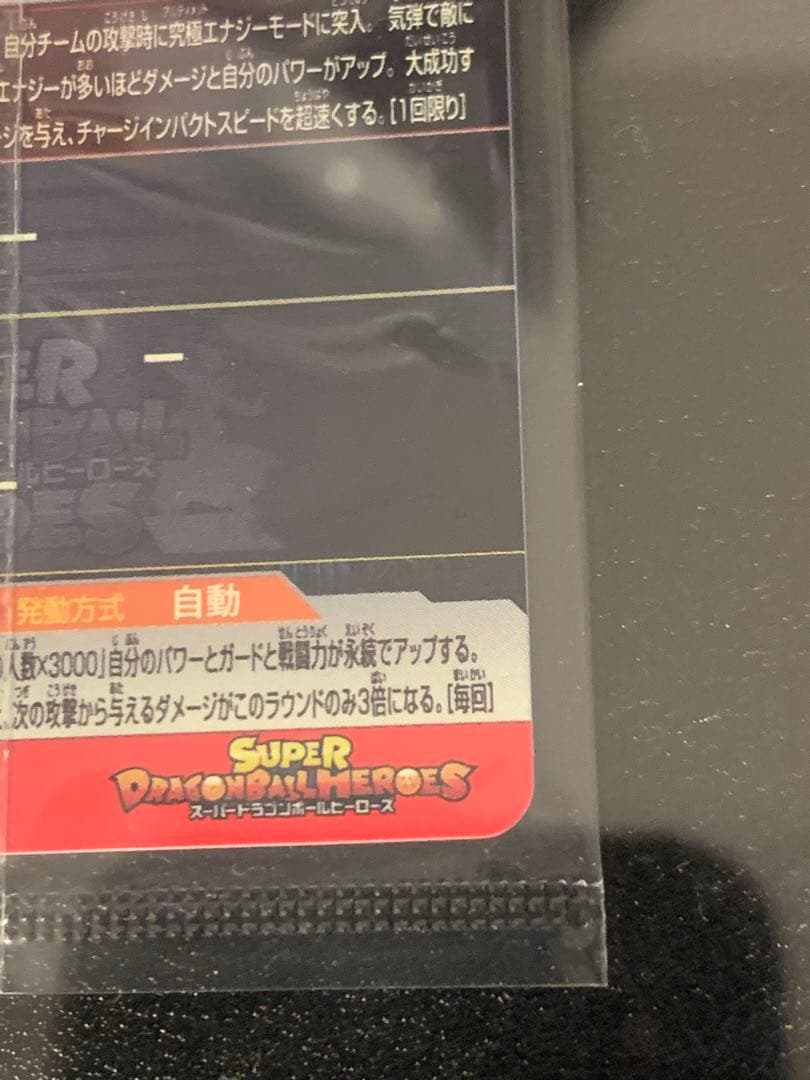 自分チームの攻撃時に究極エナジーモードに突入。気弾で敵に
エナジーが多いほどダメージと自分のパワーがアップ。大成功す
ジを与え、チャージインパクトスピードを超速くする。[1回限り]
ER
BALL
ルヒーローズ
OES
発動方式 自動
人数×3000」自分のパワーとガードと戦闘力が永続でアップする。
、次の攻撃から与えるダメージがこのラウンドのみ3倍になる。[毎回]
SUPER
DRAGONBALL HEROES
スーパードラゴンボールヒーローズ